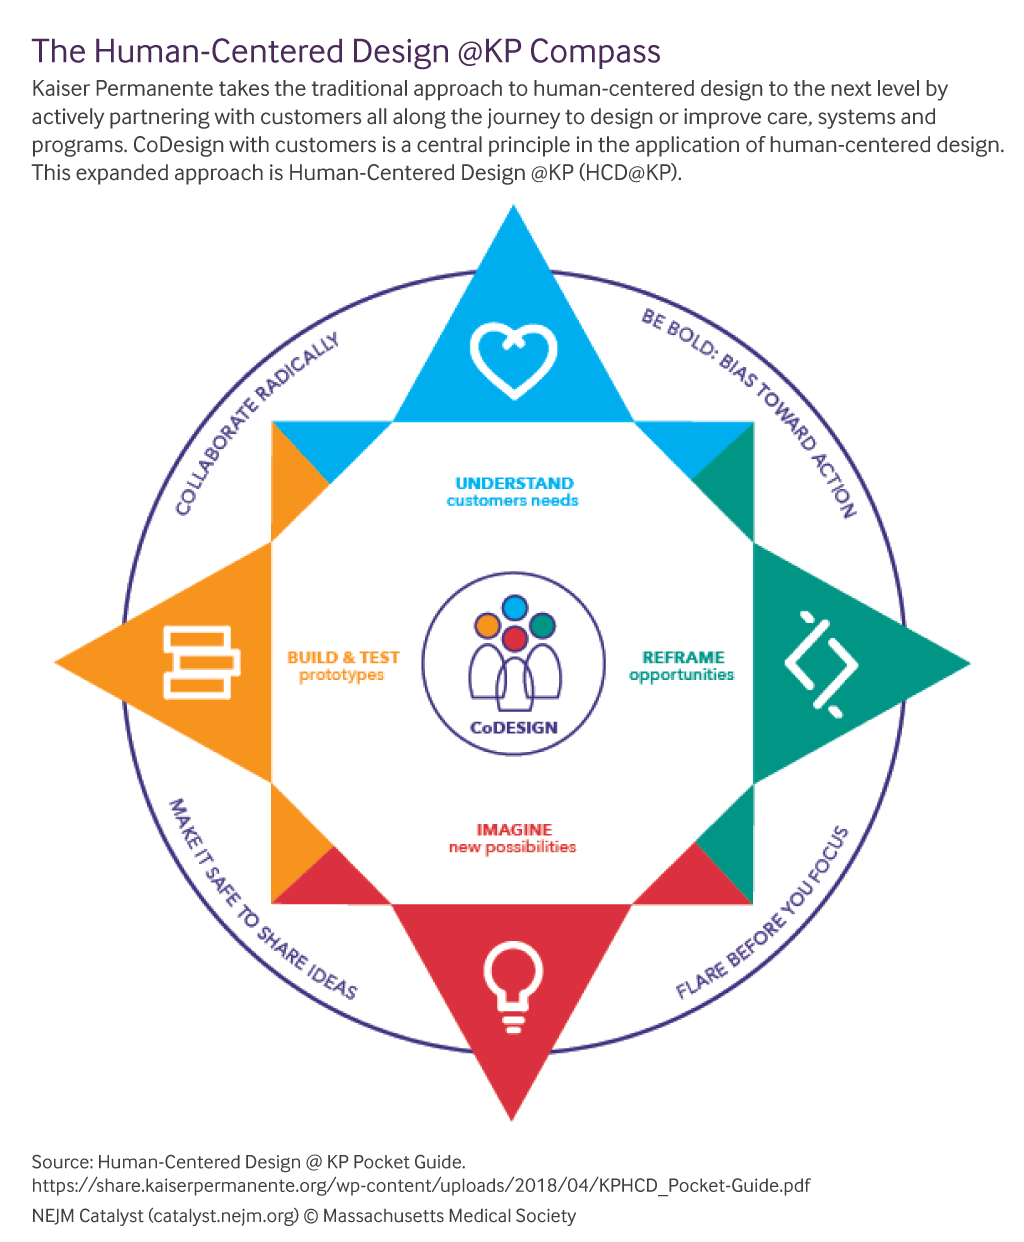 The Human-Centered Design @KP Compass
Kaiser Permanente takes the traditional approach to human-centered design to the next level by
actively partnering with customers all along the journey to design or improve care, systems and
programs. CoDesign with customers is a central principle in the application of human-centered design.
This expanded approach is Human-Centered Design @KP (HCD@KP).
COLLABORATE RADICALLY
BE BOLD: BIAS TOWARD ACTION
UNDERSTAND
customers needs
BUILD & TEST
prototypes
REFRAME
opportunities
CoDESIGN
IMAGINE
new possibilities
MAKE IT SAFE TO SHARE IDEAS
FLARE BEFORE YOU FOCUS
Source: Human-Centered Design @ KP Pocket Guide.
https://share.kaiserpermanente.org/wp-content/uploads/2018/04/KPHCD_Pocket-Guide.pdf
NEJM Catalyst (catalyst.nejm.org) © Massachusetts Medical Society